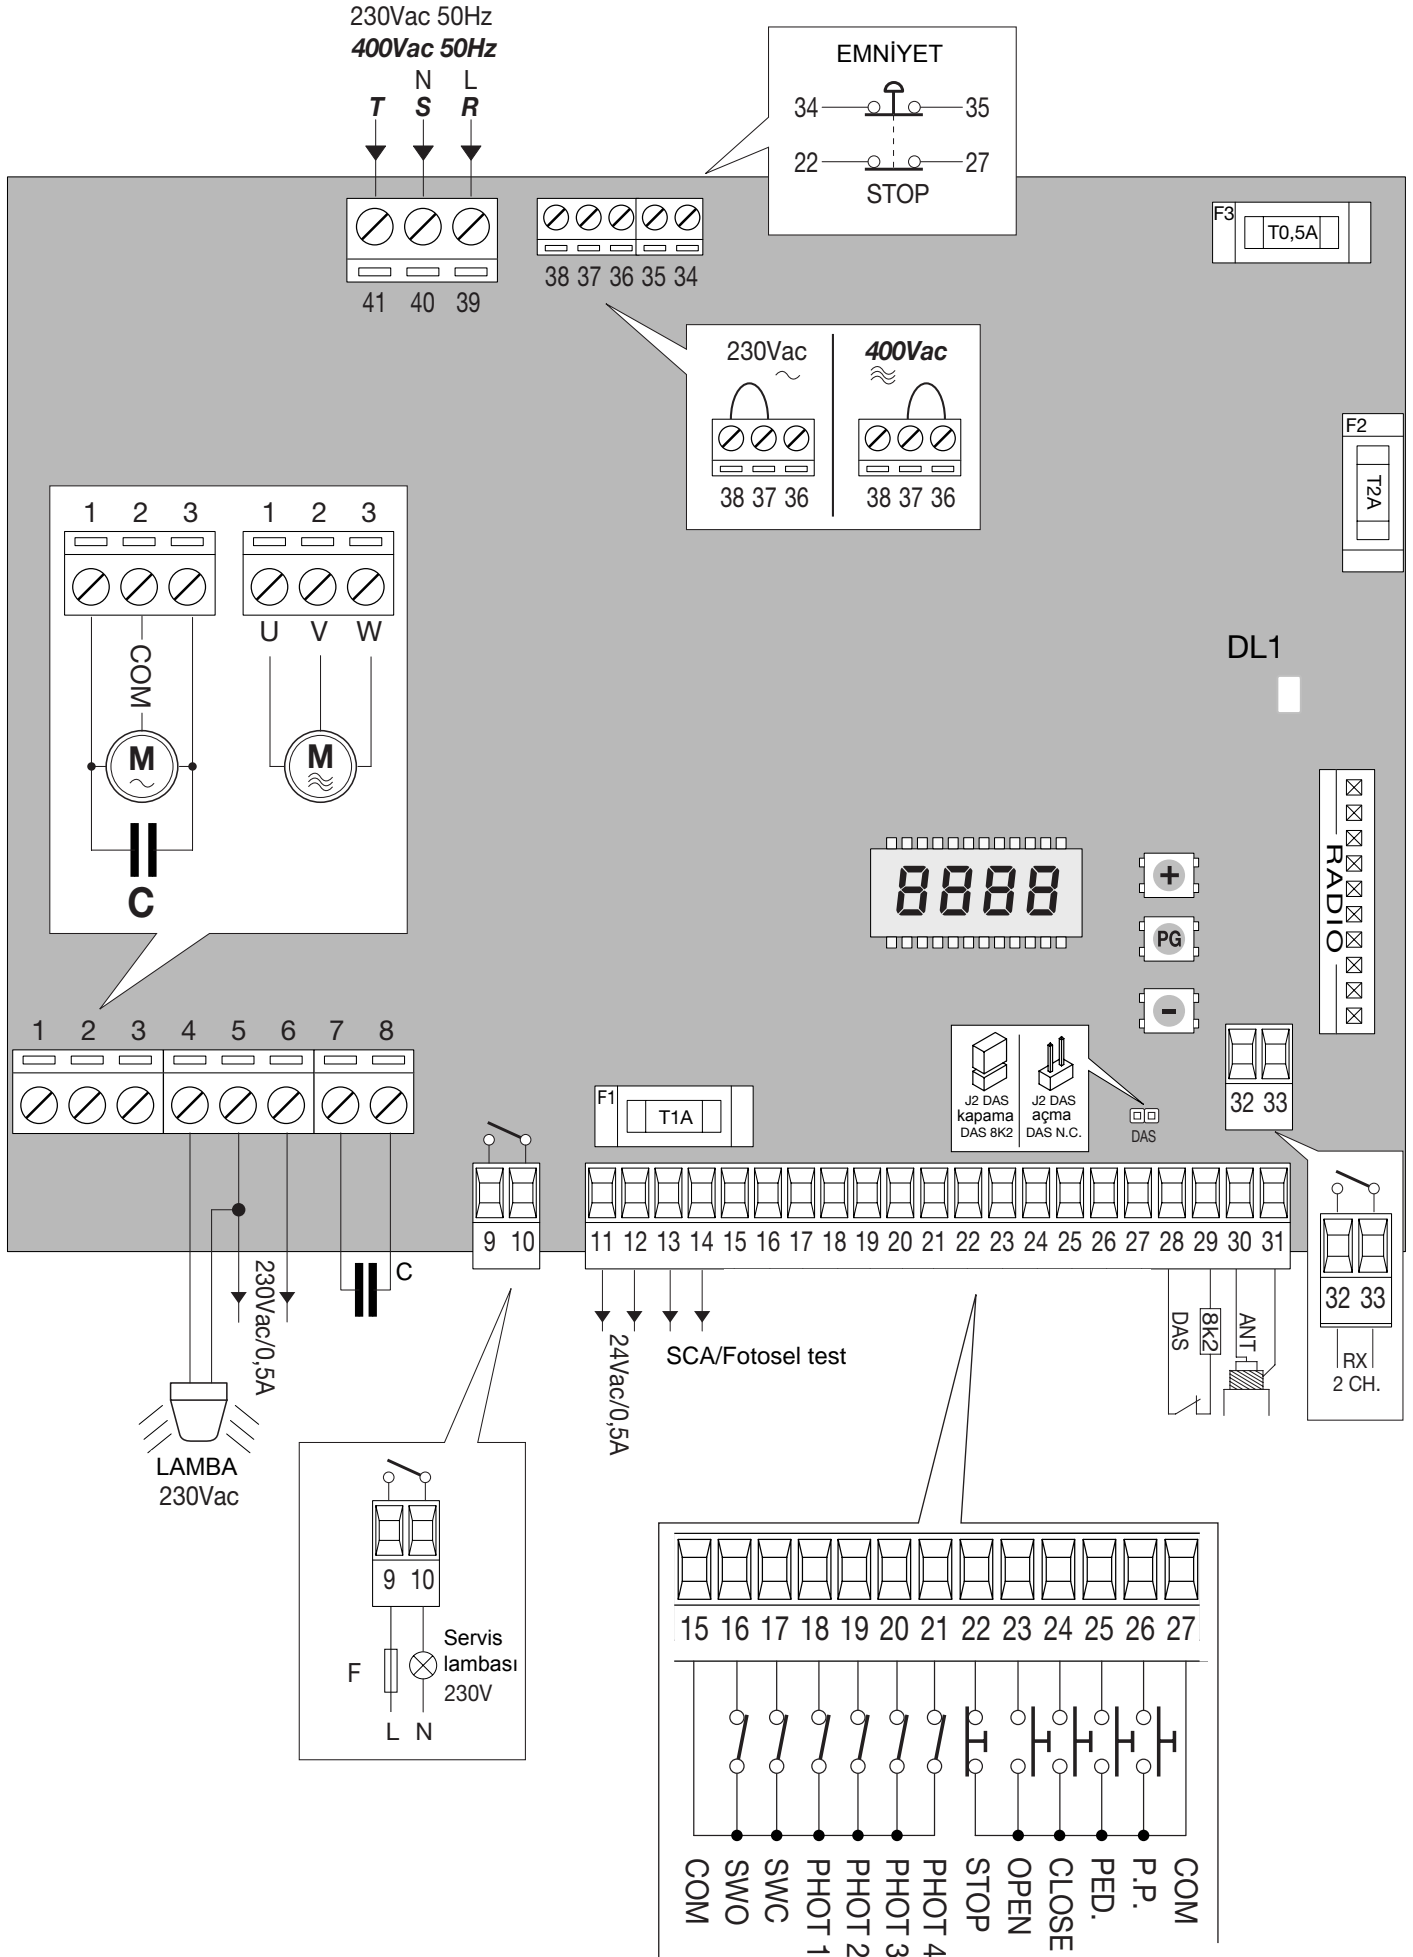 230Vac 50Hz
400Vac 50Hz
N L
T S R
41 40 39
38 37 36 35 34
EMNİYET
34 35
22 27
STOP
F3
T0,5A
230Vac 400Vac
38 37 36 38 37 36
F2
T2A
1 2 3 1 2 3
U V W
COM
M M
C
DL1
8888
+
PG
-
RADIO
1 2 3 4 5 6 7 8
F1
T1A
J2 DAS
kapama
DAS 8K2
J2 DAS
açma
DAS N.C.
DAS
32 33
9 10
11 12 13 14 15 16 17 18 19 20 21 22 23 24 25 26 27 28 29 30 31
32 33
RX
2 CH.
C
230Vac/0,5A
24Vac/0,5A
SCA/Fotosel test
DAS
8k2
ANT
LAMBA
230Vac
9 10
F
Servis
lambası
230V
L N
15 16 17 18 19 20 21 22 23 24 25 26 27
COM
SWO
SWC
PHOT 1
PHOT 2
PHOT 3
PHOT 4
STOP
OPEN
CLOSE
PED.
P.P.
COM